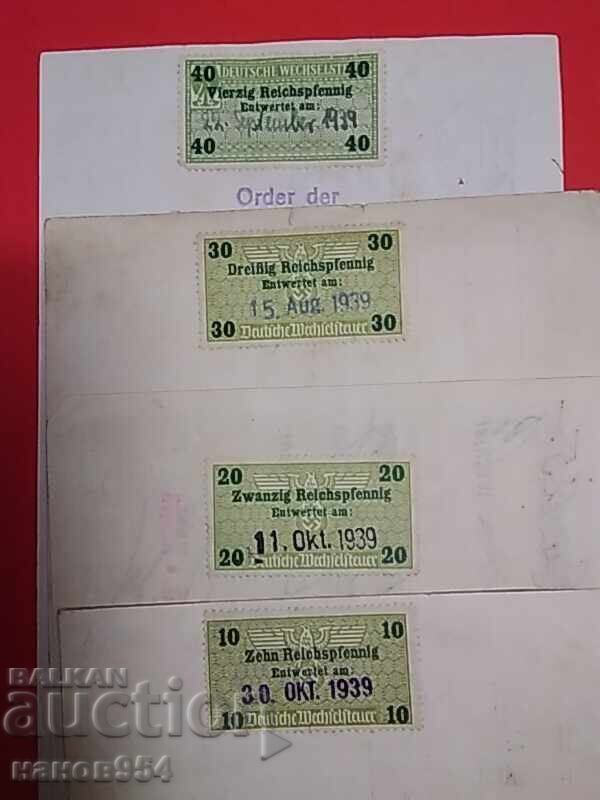 40 DEUTSCHE WECHSELST 40
Vierzig Reichspfennig
Entwertet am:
22. September 1939
40 40
Order der
30 30
Dreißig Reichspfennig
Entwertet am:
15. Aug. 1939
30 Deutsche Wechselsteuer 30
20 20
Zwanzig Reichspfennig
Entwertet am:
11. Okt. 1939
20 Deutsche Wechselsteuer 20
10 10
Zehn Reichspfennig
Entwertet am:
30. OKT. 1939
10 Deutsche Wechselsteuer 10
BALKAN
auction
нанов954